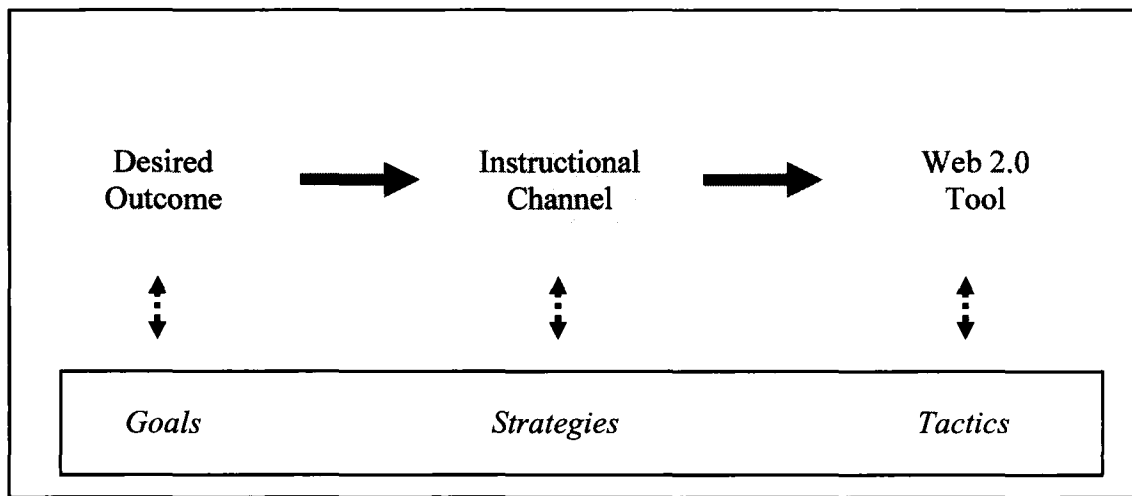 Desired Instructional Web 2.0
Outcome Channel Tool
Goals Strategies Tactics